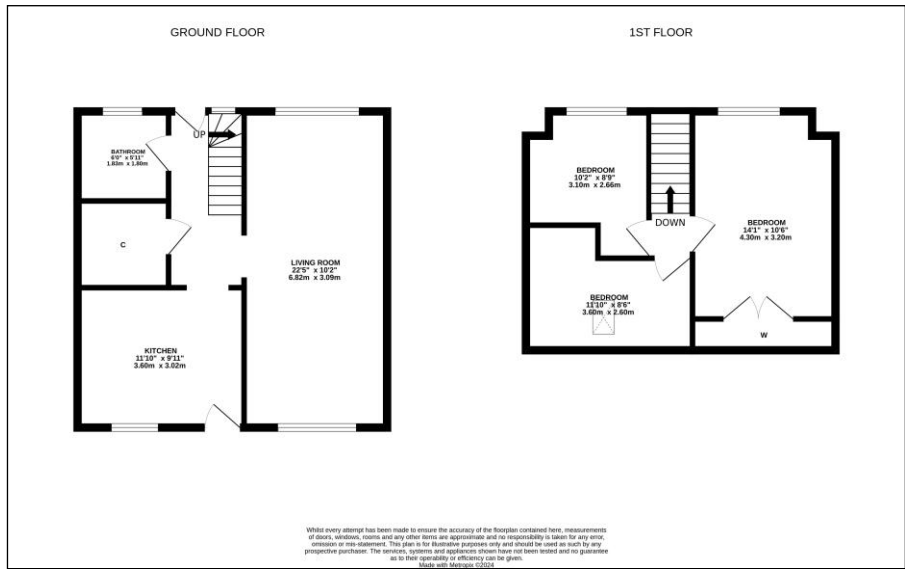 GROUND FLOOR
1ST FLOOR
UP
BATHROOM
6'0" x 5'11"
1.83m x 1.80m
C
LIVING ROOM
22'5" x 10'2"
6.82m x 3.09m
KITCHEN
11'10" x 9'11"
3.60m x 3.02m
BEDROOM
10'2" x 8'9"
3.10m x 2.66m
DOWN
BEDROOM
14'1" x 10'6"
4.30m x 3.20m
BEDROOM
11'10" x 8'6"
3.60m x 2.60m
W
Whilst every attempt has been made to ensure the accuracy of the floorplan contained here, measurements
of doors, windows, rooms and any other items are approximate and no responsibility is taken for any error,
omission or mis-statement. This plan is for illustrative purposes only and should be used as such by any
prospective purchaser. The services, systems and appliances shown have not been tested and no guarantee
as to their operability or efficiency can be given.
Made with Metropix ©2024